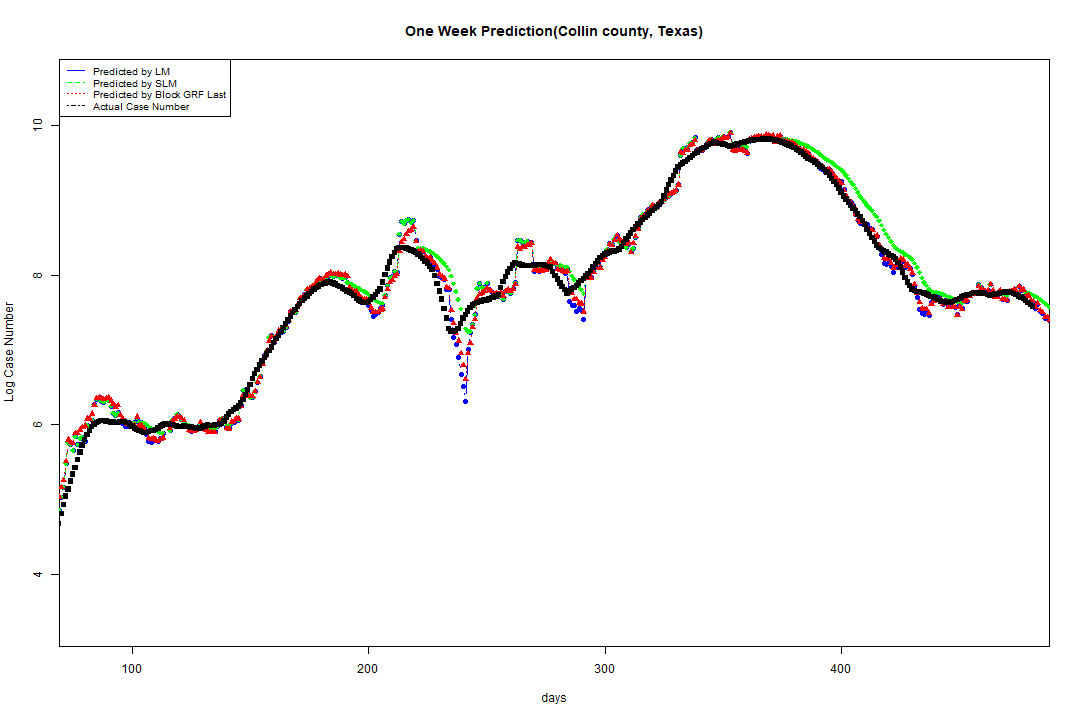 One Week Prediction(Collin county, Texas)
Predicted by LM
Predicted by SLM
Predicted by Block GRF Last
Actual Case Number
10
8
6
4
Log Case Number
100
200
300
400
days